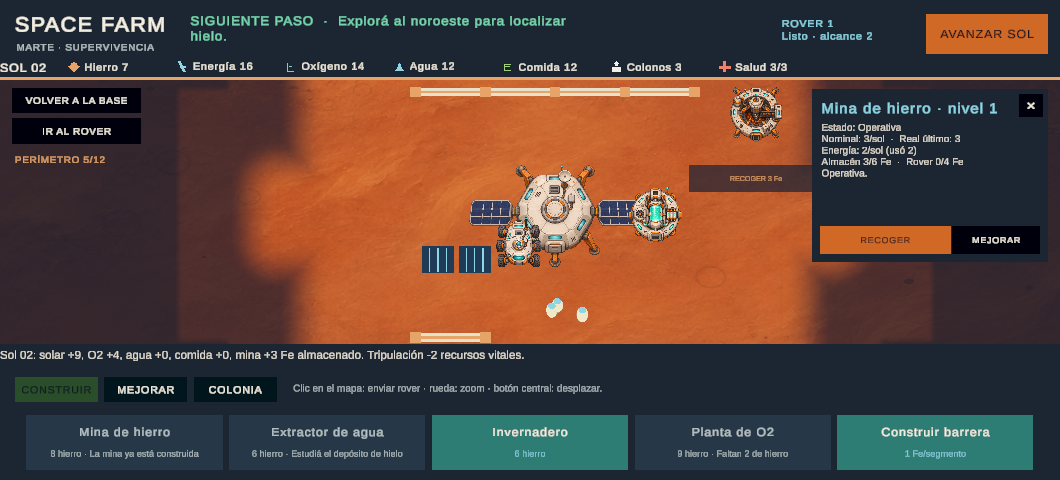 SPACE FARM
MARTE · SUPERVIVENCIA
SIGUIENTE PASO · Explorá al noroeste para localizar
hielo.
ROVER 1
Listo · alcance 2
AVANZAR SOL
SOL 02
Hierro 7
Energía 16
Oxígeno 14
Agua 12
Comida 12
Colonos 3
Salud 3/3
VOLVER A LA BASE
IR AL ROVER
PERÍMETRO 5/12
RECOGER 3 Fe
Mina de hierro · nivel 1
×
Estado: Operativa
Nominal: 3/sol · Real último: 3
Energía: 2/sol (usó 2)
Almacén 3/6 Fe · Rover 0/4 Fe
Operativa.
RECOGER
MEJORAR
Sol 02: solar +9, O2 +4, agua +0, comida +0, mina +3 Fe almacenado. Tripulación -2 recursos vitales.
CONSTRUIR
MEJORAR
COLONIA
Clic en el mapa: enviar rover · rueda: zoom · botón central: desplazar.
Mina de hierro
8 hierro · La mina ya está construida
Extractor de agua
6 hierro · Estudiá el depósito de hielo
Invernadero
6 hierro
Planta de O2
9 hierro · Faltan 2 de hierro
Construir barrera
1 Fe/segmento